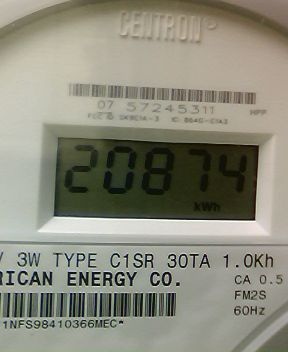 CENTRON®
07 57245311 HPP
20874
kWh
V 3W TYPE C1SR 30TA 1.0Kh
RICAN ENERGY CO. CA 0.5
FM2S
60Hz
1NFS98410366MEC*